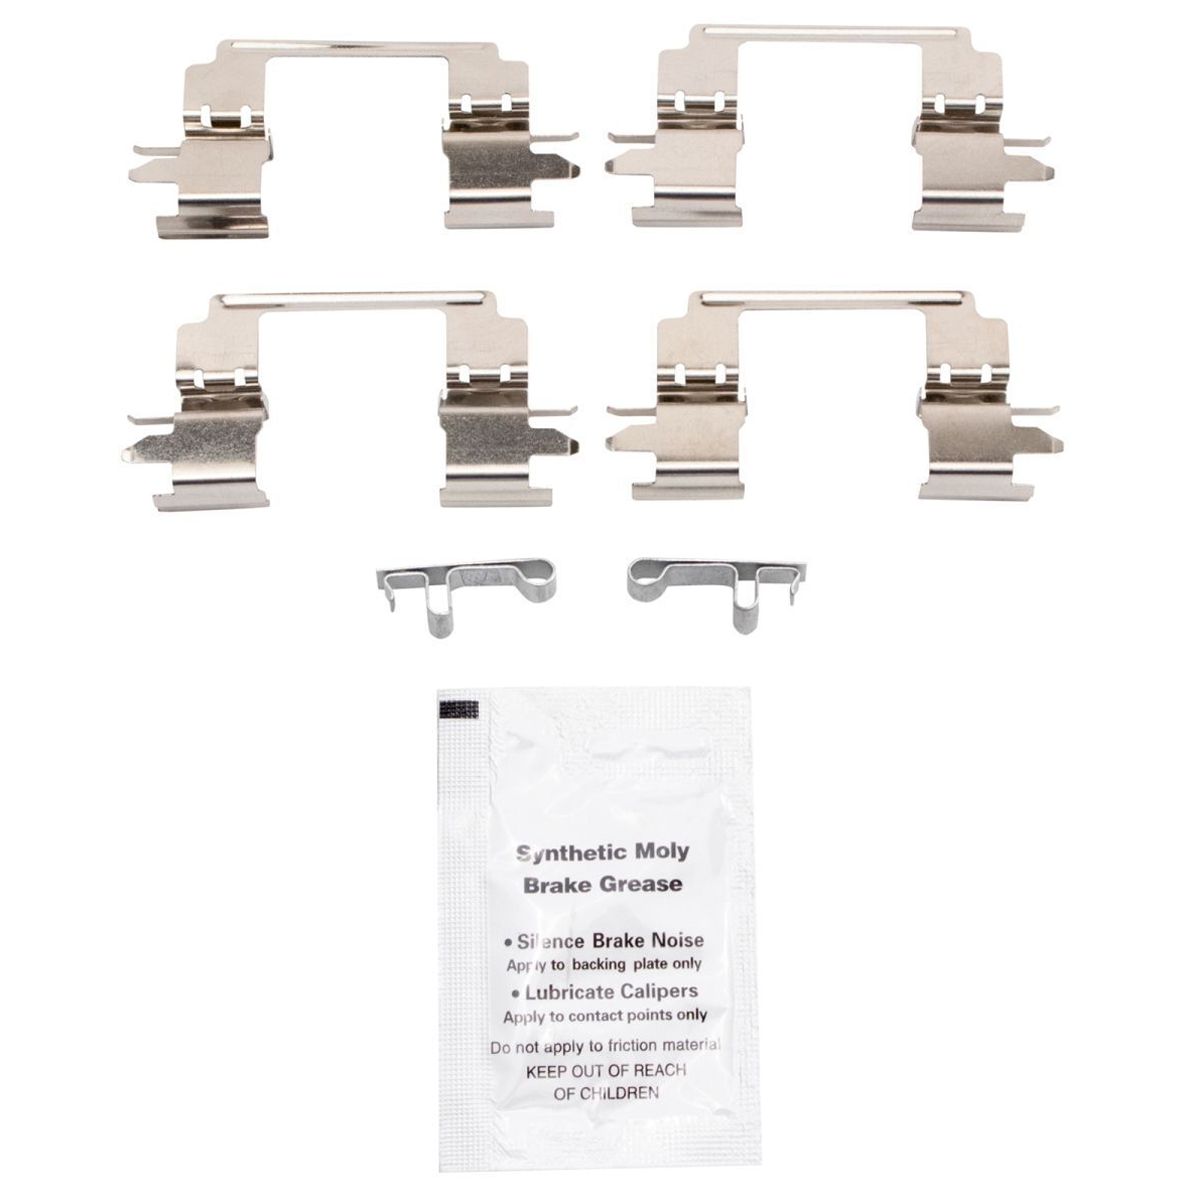 Synthetic Moly
Brake Grease
• Silence Brake Noise
Apply to backing plate only
• Lubricate Calipers
Apply to contact points only
Do not apply to friction material
KEEP OUT OF REACH
OF CHILDREN